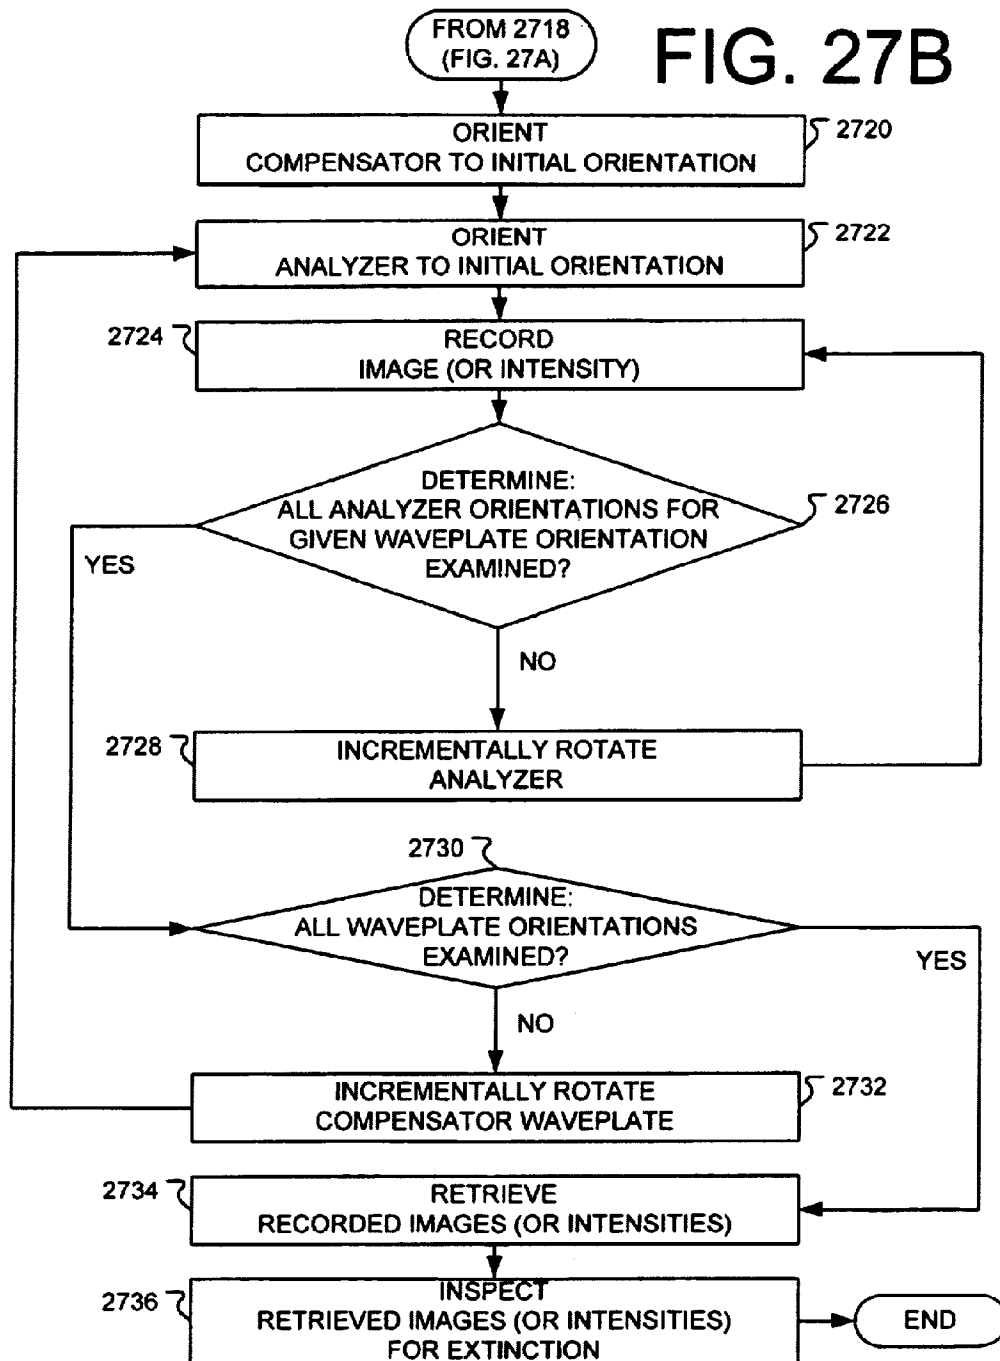 FROM 2718
(FIG. 27A)
FIG. 27B
ORIENT
COMPENSATOR TO INITIAL ORIENTATION
2720
ORIENT
ANALYZER TO INITIAL ORIENTATION
2722
2724
RECORD
IMAGE (OR INTENSITY)
DETERMINE:
ALL ANALYZER ORIENTATIONS FOR
GIVEN WAVEPLATE ORIENTATION
EXAMINED?
2726
YES
NO
2728
INCREMENTALLY ROTATE
ANALYZER
2730
DETERMINE:
ALL WAVEPLATE ORIENTATIONS
EXAMINED?
YES
NO
INCREMENTALLY ROTATE
COMPENSATOR WAVEPLATE
2732
2734
RETRIEVE
RECORDED IMAGES (OR INTENSITIES)
2736
INSPECT
RETRIEVED IMAGES (OR INTENSITIES)
FOR EXTINCTION
END